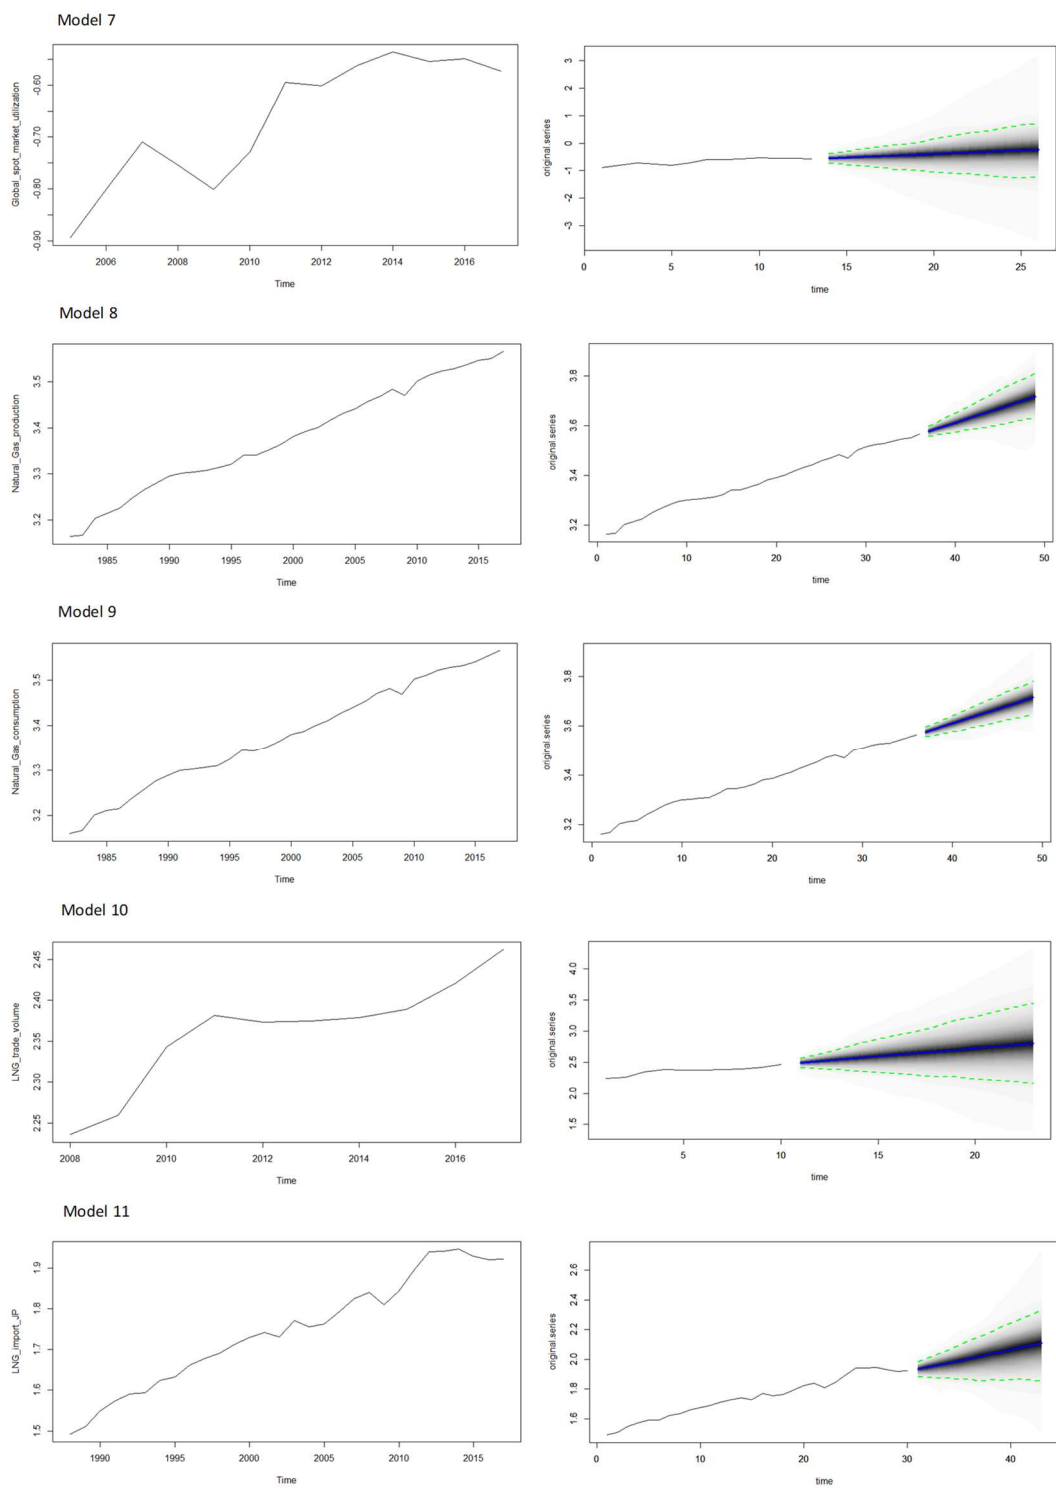 Model 7
Global_spot_market_utilization
-0.60
-0.70
-0.80
-0.90
2006 2008 2010 2012 2014 2016
Time
original.series
3
2
1
0
-1
-2
-3
0 5 10 15 20 25
time
Model 8
Natural_Gas_production
3.5
3.4
3.3
3.2
1985 1990 1995 2000 2005 2010 2015
Time
original.series
3.8
3.6
3.4
3.2
0 10 20 30 40 50
time
Model 9
Natural_Gas_consumption
3.5
3.4
3.3
3.2
1985 1990 1995 2000 2005 2010 2015
Time
original.series
3.8
3.6
3.4
3.2
0 10 20 30 40 50
time
Model 10
LNG_trade_volume
2.45
2.40
2.35
2.30
2.25
2008 2010 2012 2014 2016
Time
original.series
4.0
3.5
3.0
2.5
2.0
1.5
5 10 15 20
time
Model 11
LNG_import_JP
1.9
1.8
1.7
1.6
1.5
1990 1995 2000 2005 2010 2015
Time
original.series
2.6
2.4
2.2
2.0
1.8
1.6
0 10 20 30 40
time